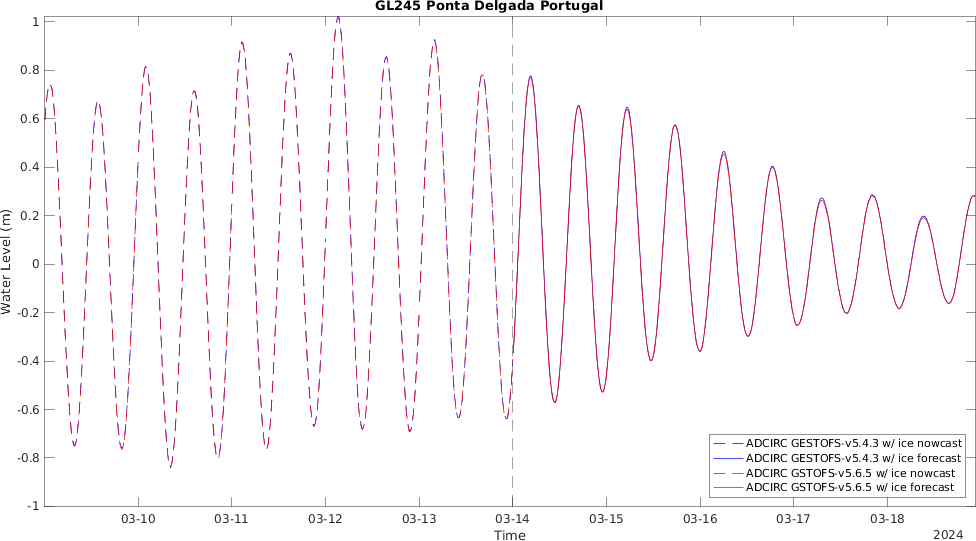 GL245 Ponta Delgada Portugal
1
0.8
0.6
0.4
0.2
0
-0.2
-0.4
-0.6
-0.8
-1
Water Level (m)
ADCIRC GESTOFS-v5.4.3 w/ ice nowcast
ADCIRC GESTOFS-v5.4.3 w/ ice forecast
ADCIRC GSTOFS-v5.6.5 w/ ice nowcast
ADCIRC GSTOFS-v5.6.5 w/ ice forecast
03-10 03-11 03-12 03-13 03-14 03-15 03-16 03-17 03-18
Time
2024